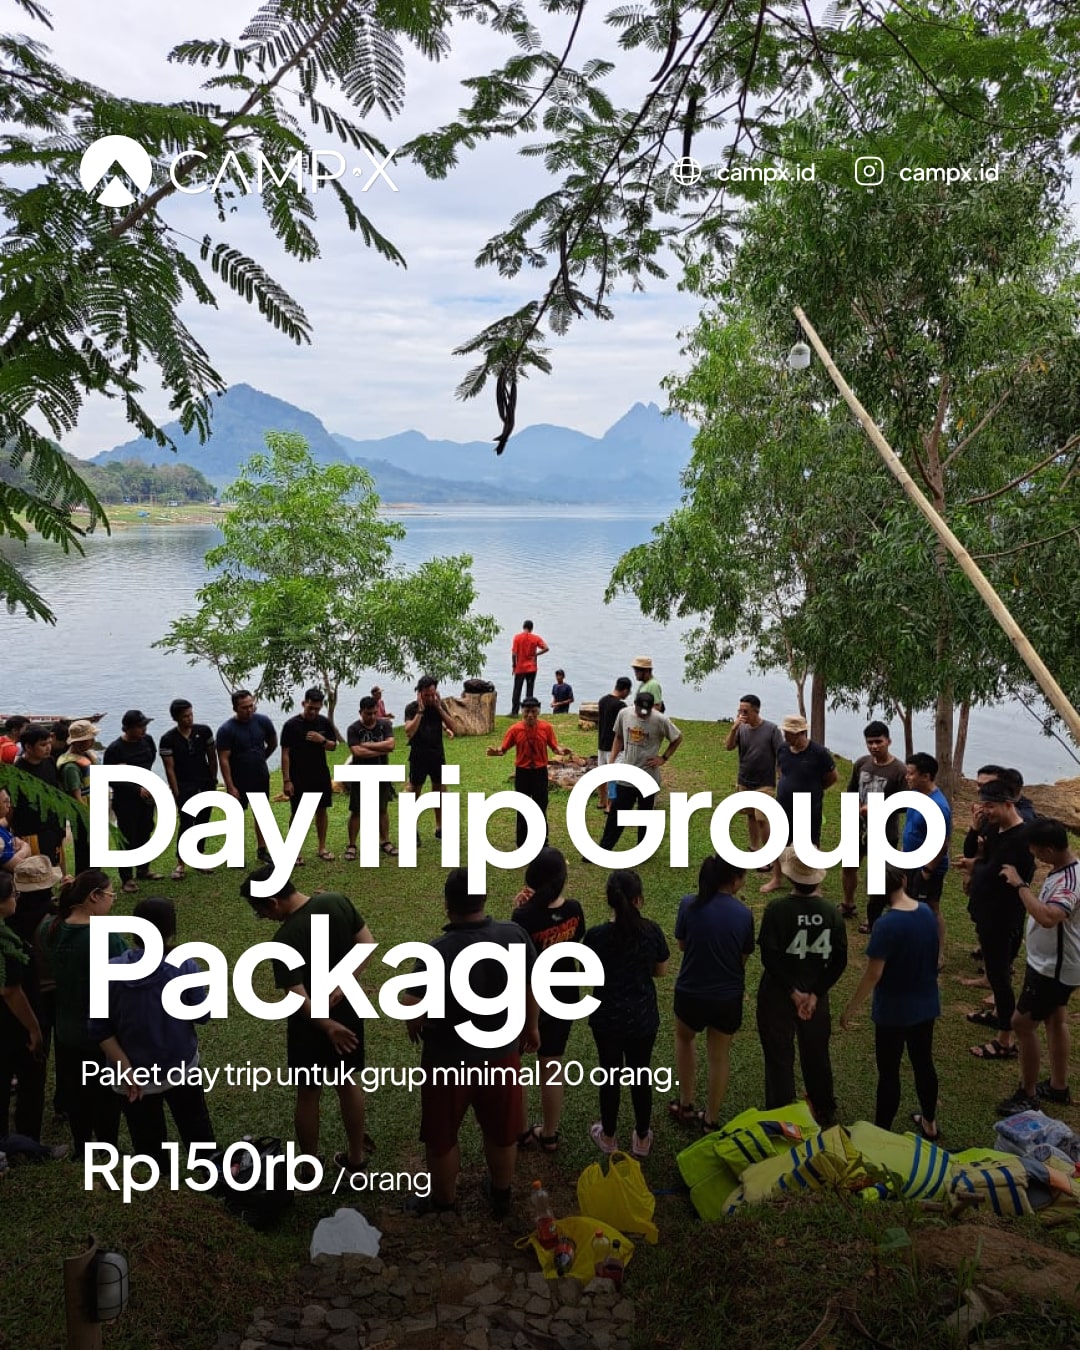 CAMP X
campx.id
campx.id
Day Trip Group
Package
Paket day trip untuk grup minimal 20 orang.
Rp150rb / orang
FLO
44